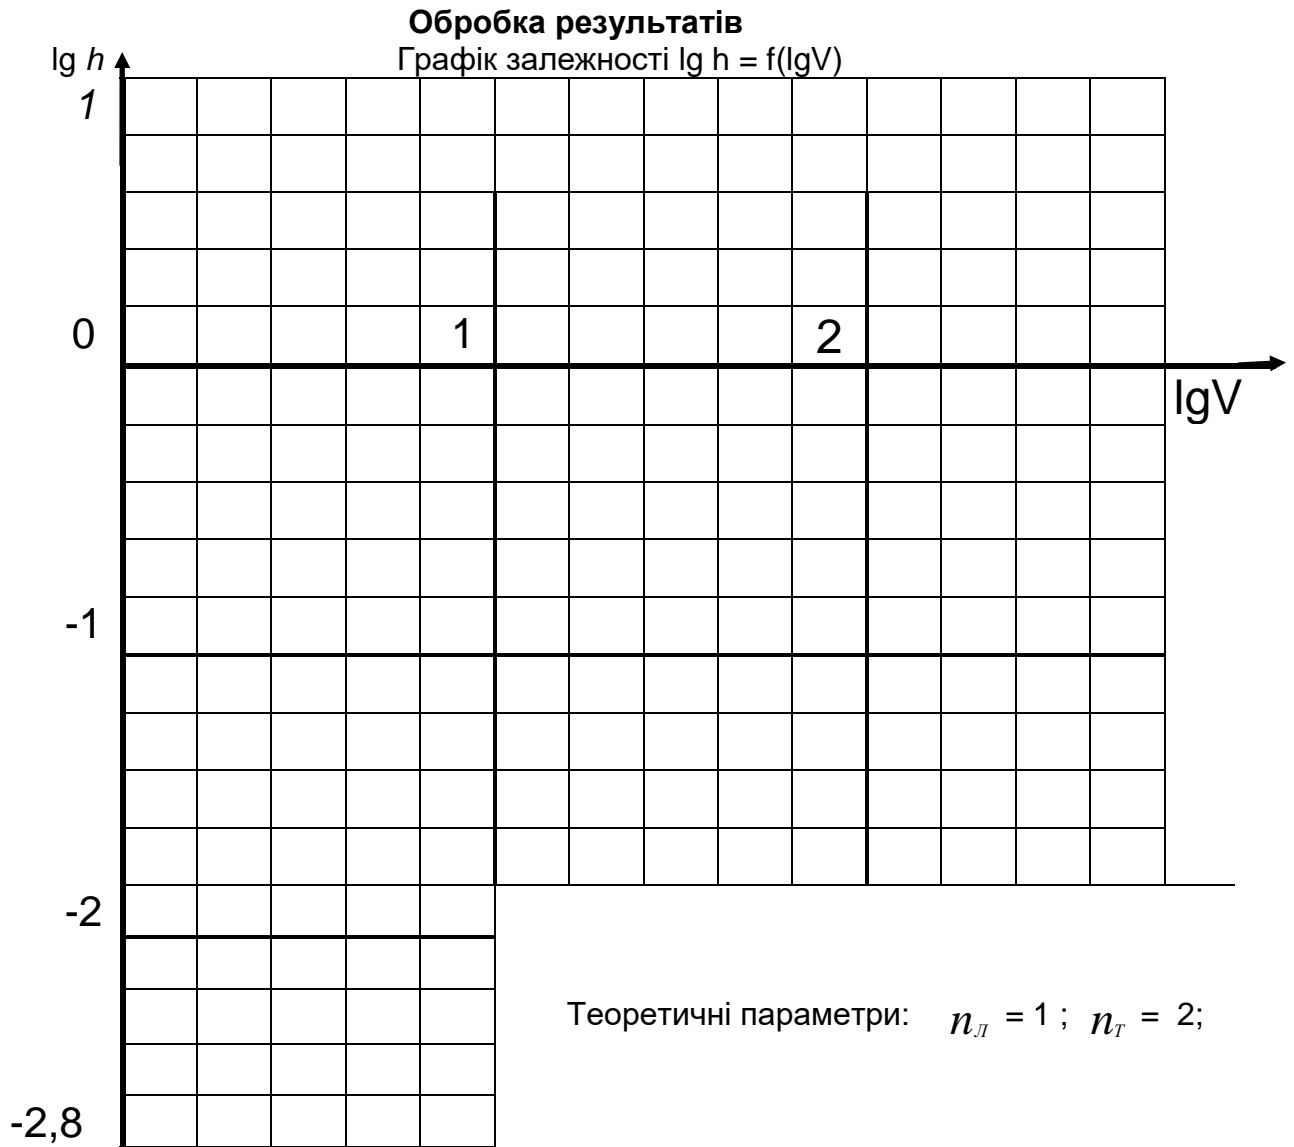 Обробка результатів
lg h
Графік залежності lg h = f(lgV)
1
0
1
2
lgV
-1
-2
Теоретичні параметри: nЛ = 1 ; nТ = 2;
-2,8